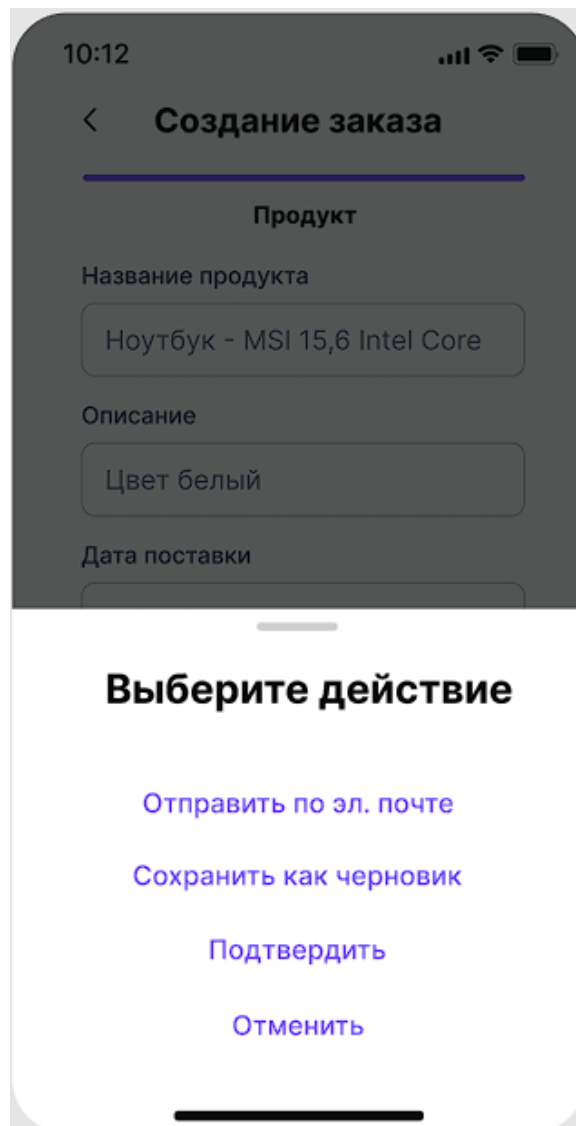 10:12
Создание заказа
Продукт
Название продукта
Ноутбук - MSI 15,6 Intel Core
Описание
Цвет белый
Дата поставки
Выберите действие
Отправить по эл. почте
Сохранить как черновик
Подтвердить
Отменить